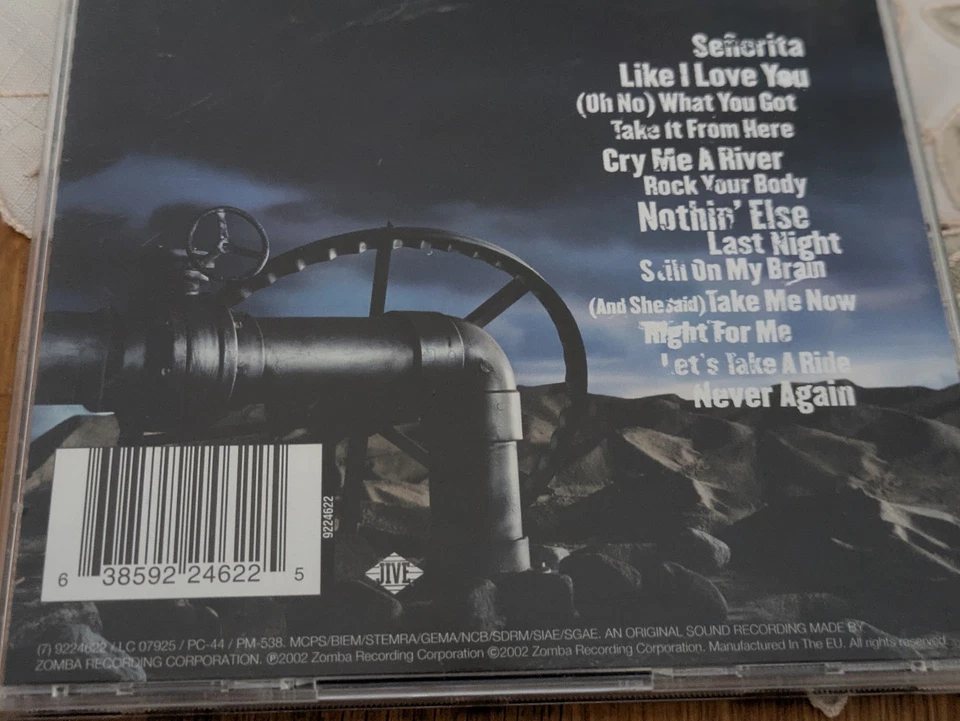 Señorita
Like I Love You
(Oh No) What You Got
Take It From Here
Cry Me A River
Rock Your Body
Nothin' Else
Last Night
Still On My Brain
(And She Said) Take Me Now
Right For Me
Let's Take A Ride
Never Again
9224622
6 38592 24622 5
JIVE
(7) 9224622 / LC 07925 / PC-44 / PM-538. MCPS/BIEM/STEMRA/GEMA/NCB/SDRM/SIAE/SGAE. AN ORIGINAL SOUND RECORDING MADE BY
ZOMBA RECORDING CORPORATION. ℗2002 Zomba Recording Corporation ©2002 Zomba Recording Corporation. Manufactured In The EU. All rights reserved.